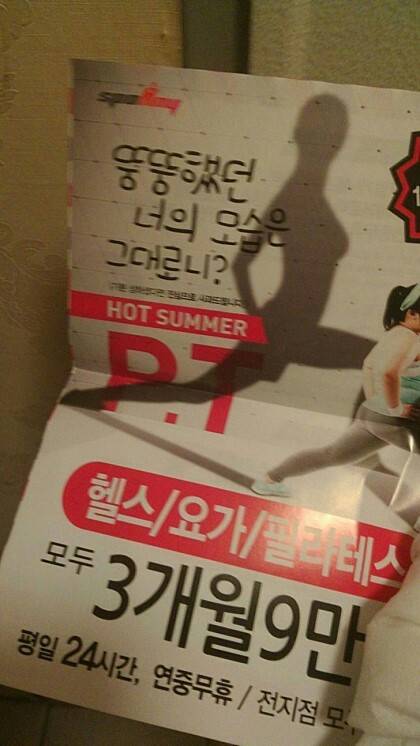 뚱뚱했던
너의 모습은
그대로니?
HOT SUMMER
P.T
헬스/요가/필라테스
모두 3개월9만
평일 24시간, 연중무휴 / 전지점 모